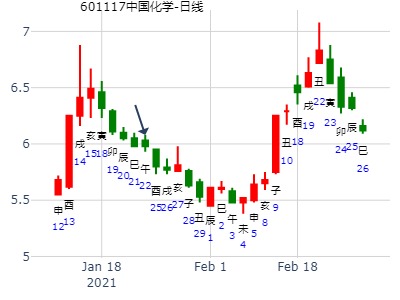 601117中国化学-日线
7
6.5
6
5.5
5
申 酉 戌 亥 寅 卯 辰 巳 午 酉 戌 亥 子 丑 辰 巳 午 未 申 亥 子 丑 酉 戌 丑 寅 卯 辰 巳
12 13 14 15 18 19 20 21 22 25 26 27 28 29 1 2 3 4 5 8 9 10 18 19 22 23 24 25 26
Jan 18 Feb 1 Feb 18
2021